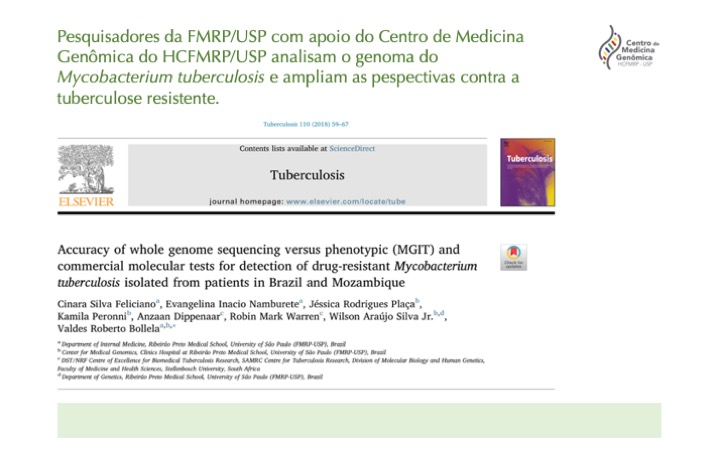 Pesquisadores da FMRP/USP com apoio do Centro de Medicina
Genômica do HCFMRP/USP analisam o genoma do
Mycobacterium tuberculosis e ampliam as pespectivas contra a
tuberculose resistente.
Centro de
Medicina
Genômica
HCFMRP - USP
Tuberculosis 110 (2018) 59–67
Contents lists available at ScienceDirect
Tuberculosis
journal homepage: www.elsevier.com/locate/tube
ELSEVIER
Tuberculosis
Accuracy of whole genome sequencing versus phenotypic (MGIT) and
commercial molecular tests for detection of drug-resistant Mycobacterium
tuberculosis isolated from patients in Brazil and Mozambique
Check for
updates
Cinara Silva Feliciano a, Evangelina Inacio Namburete a, Jéssica Rodrigues Plaça b,
Kamila Peronni b, Anzaan Dippenaar c, Robin Mark Warren c, Wilson Araújo Silva Jr. b,d,
Valdes Roberto Bollela a,b,*
a Department of Internal Medicine, Ribeirão Preto Medical School, University of São Paulo (FMRP-USP), Brazil
b Center for Medical Genomics, Clinics Hospital at Ribeirão Preto Medical School, University of São Paulo (FMRP-USP), Brazil
c DST/NRF Centre of Excellence for Biomedical Tuberculosis Research, SAMRC Centre for Tuberculosis Research, Division of Molecular Biology and Human Genetics,
Faculty of Medicine and Health Sciences, Stellenbosch University, South Africa
d Department of Genetics, Ribeirão Preto Medical School, University of São Paulo (FMRP-USP), Brazil